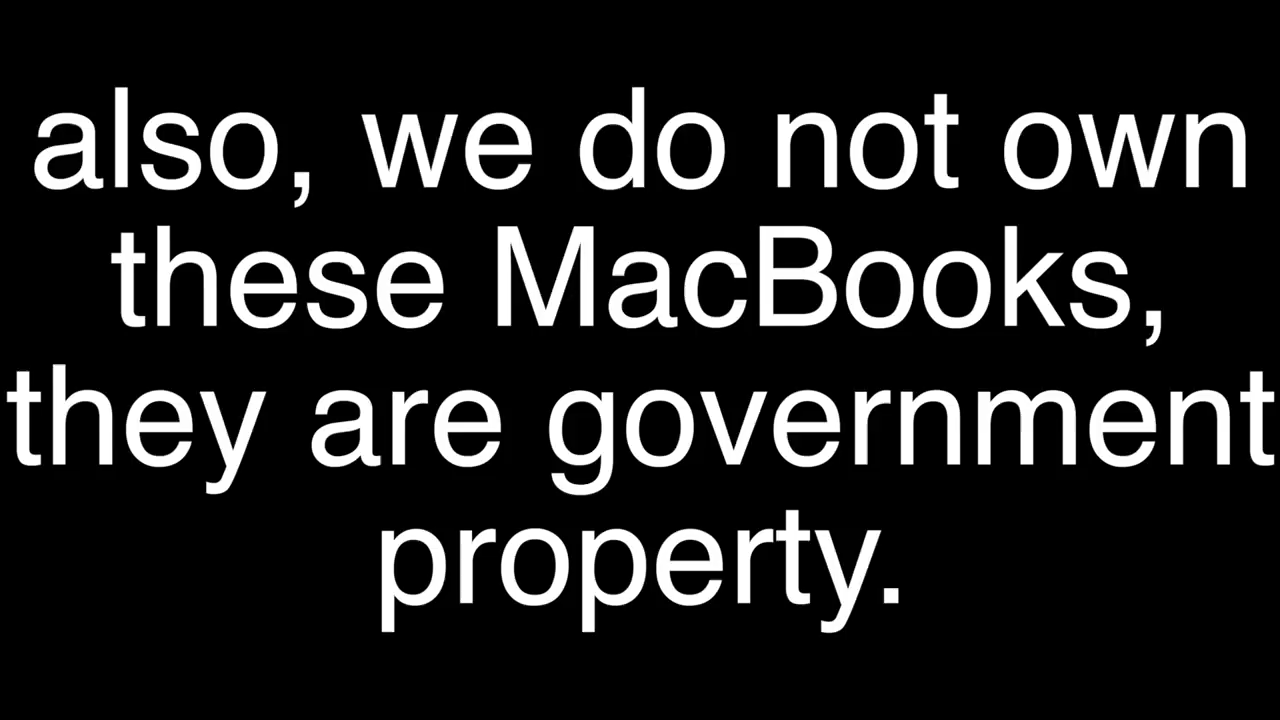 also, we do not own
these MacBooks,
they are government
property.